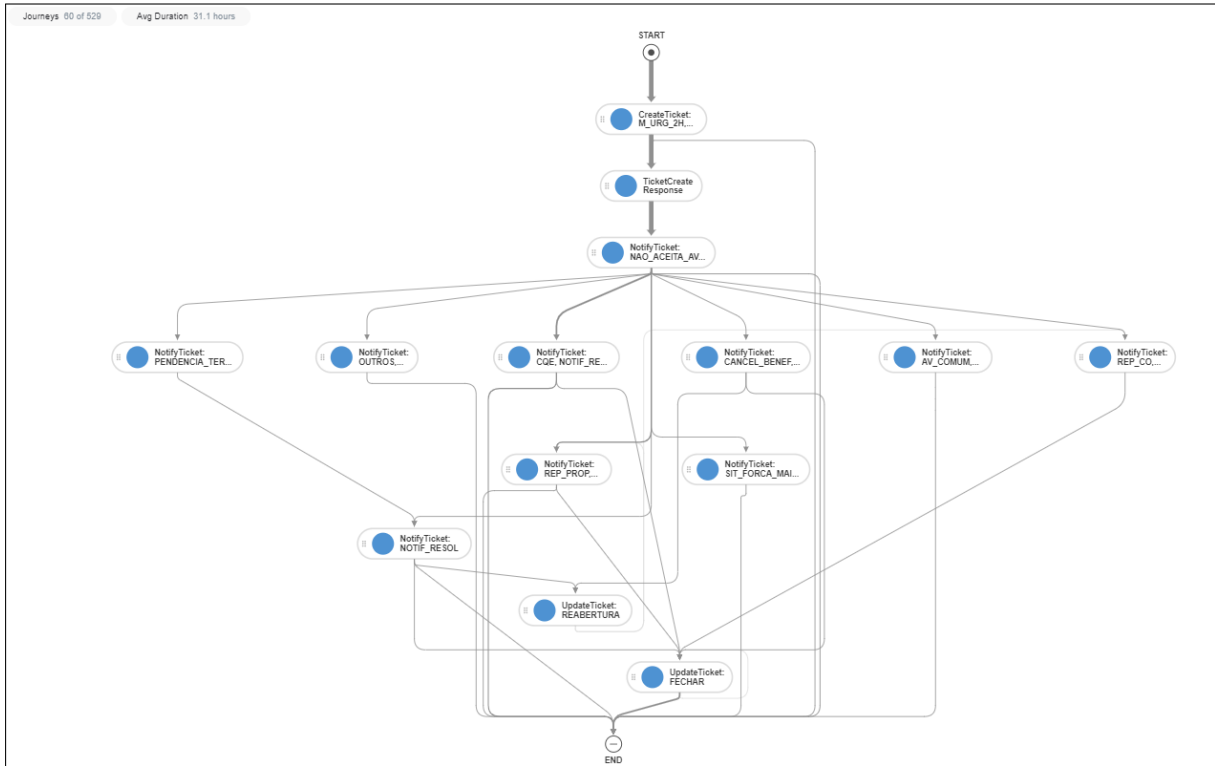 Journeys 60 of 529 Avg Duration 31.1 hours
START
CreateTicket:
M_URG_2H,...
TicketCreate
Response
NotifyTicket:
NAO_ACEITA_AV...
NotifyTicket:
PENDENCIA_TER...
NotifyTicket:
OUTROS,...
NotifyTicket:
CQE, NOTIF_RE...
NotifyTicket:
CANCEL_BENEF,...
NotifyTicket:
AV_COMUM,...
NotifyTicket:
REP_CO,...
NotifyTicket:
REP_PROP,...
NotifyTicket:
SIT_FORCA_MAI...
NotifyTicket:
NOTIF_RESOL
UpdateTicket:
REABERTURA
UpdateTicket:
FECHAR
END